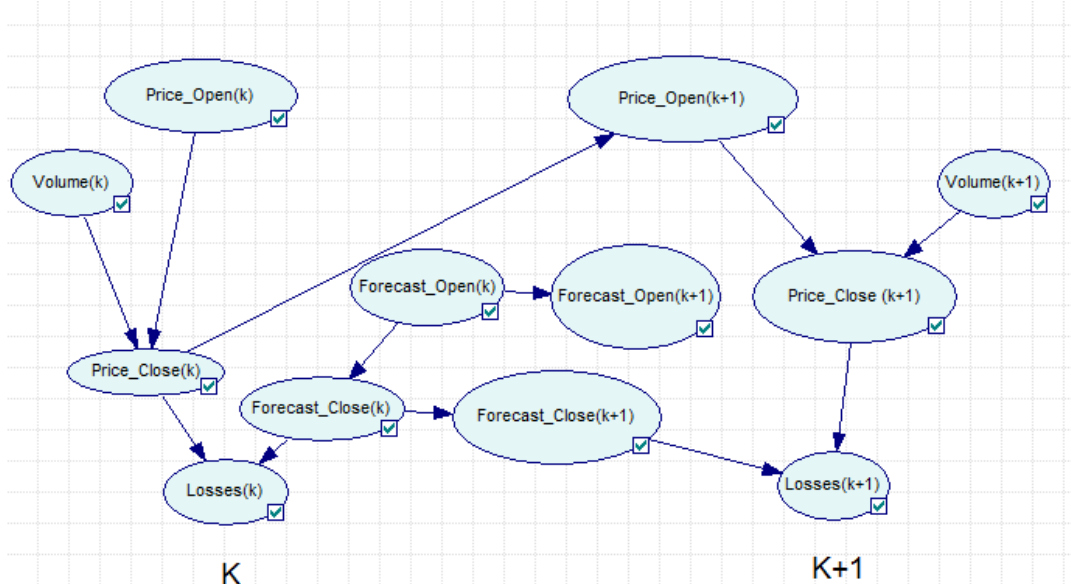 Price_Open(k)
Price_Open(k+1)
Volume(k)
Volume(k+1)
Forecast_Open(k)
Forecast_Open(k+1)
Price_Close (k+1)
Price_Close(k)
Forecast_Close(k)
Forecast_Close(k+1)
Losses(k)
Losses(k+1)
K
K+1